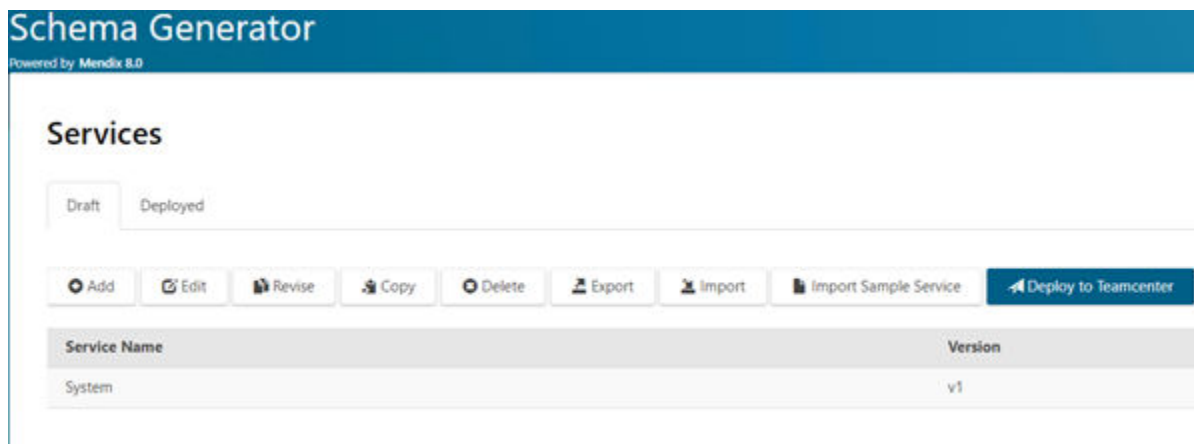 Schema Generator
Powered by Mendix 8.0
Services
Draft Deployed
Add Edit Revise Copy Delete Export Import Import Sample Service Deploy to Teamcenter
Service Name Version
System v1